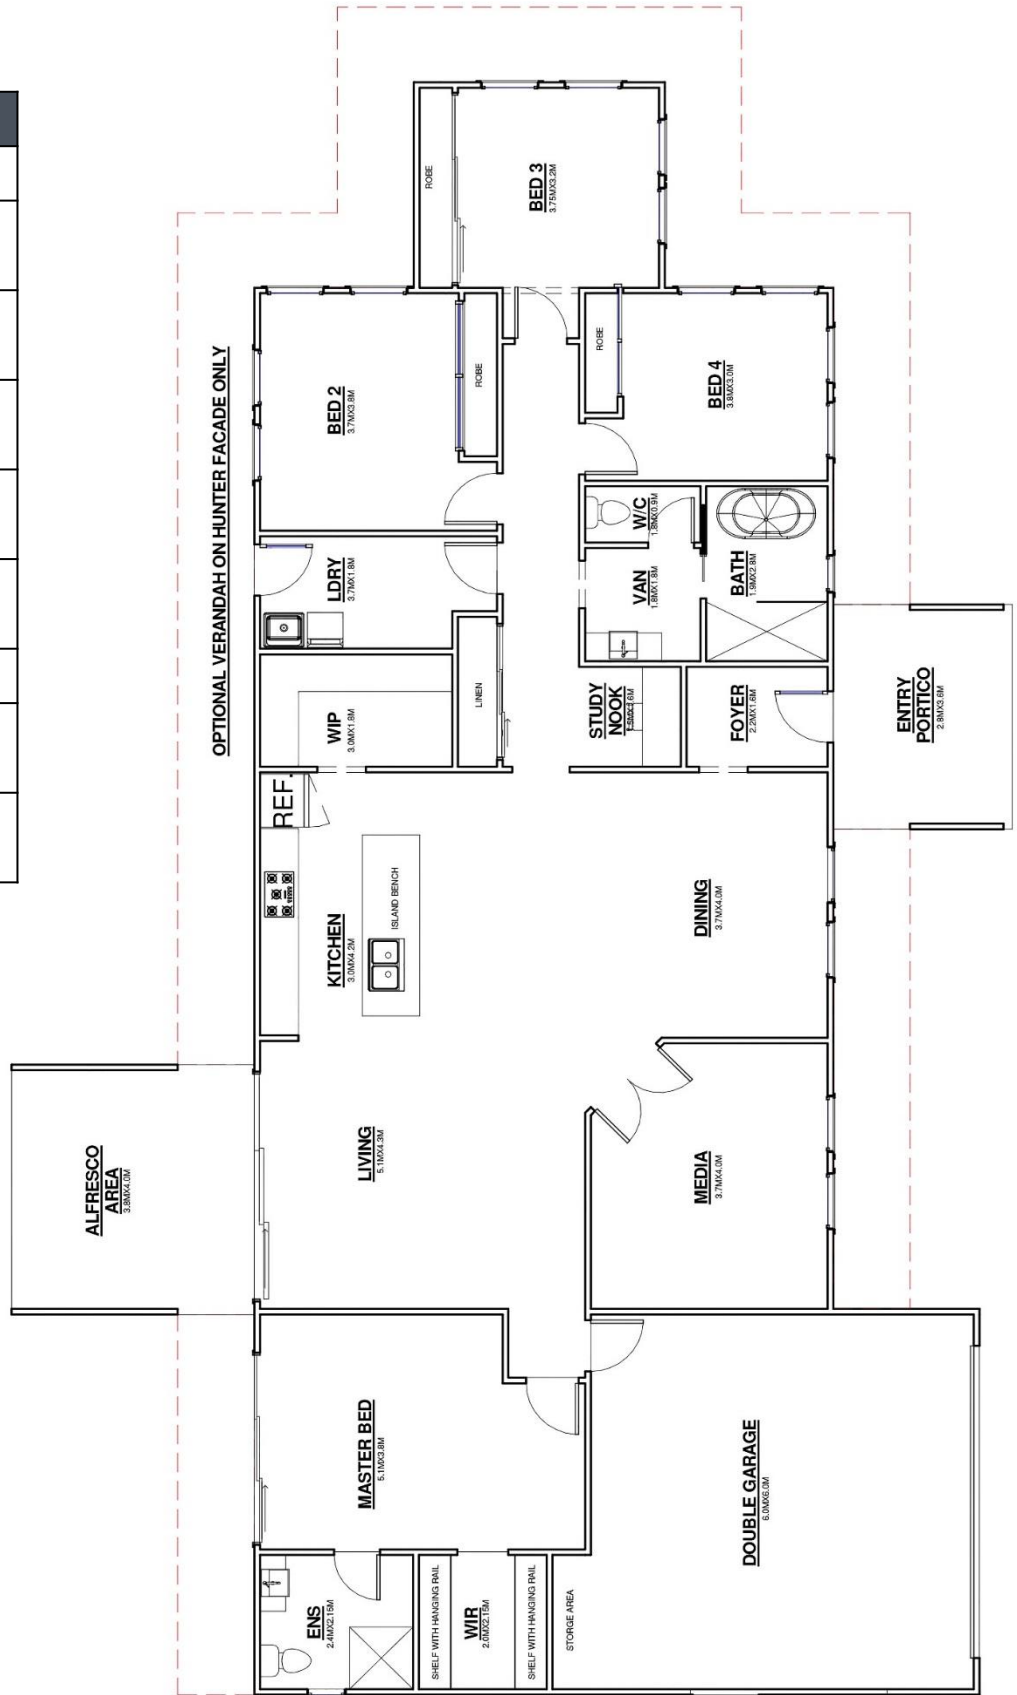 ALFRESCO
AREA
3.8MX4.0M
OPTIONAL VERANDAH ON HUNTER FACADE ONLY
ENS
2.4MX2.15M
MASTER BED
5.1MX3.8M
LIVING
5.1MX4.3M
KITCHEN
3.0MX4.2M
ISLAND BENCH
REF.
WIP
3.0MX1.8M
LDRY
3.7MX1.8M
BED 2
3.7MX3.8M
SHELF WITH HANGING RAIL
WIR
2.0MX2.15M
SHELF WITH HANGING RAIL
LINEN
ROBE
ROBE
BED 3
3.75MX3.2M
STORGE AREA
STUDY
NOOK
VAN
1.8MX1.8M
W/C
1.8MX0.9M
ROBE
MEDIA
3.7MX4.0M
DINING
3.7MX4.0M
FOYER
2.2MX1.6M
BATH
1.9MX2.8M
BED 4
3.8MX3.0M
DOUBLE GARAGE
6.0MX6.0M
ENTRY
PORTICO
2.8MX3.6M